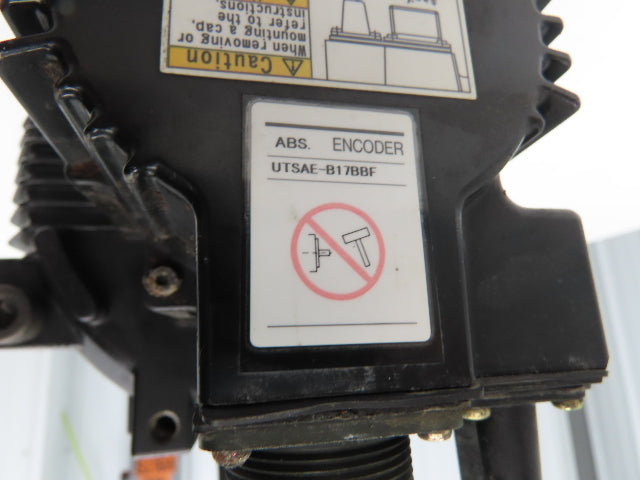 Caution
When removing or
mounting a cap,
refer to the
instructions.
ABS. ENCODER
UTSAE-B17BBF